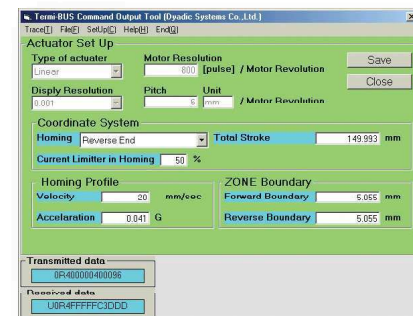 Termi-BUS Command Output Tool (Dyadic Systems Co.,Ltd.)
Trace[T] File[F] SetUp[C] Help[H] End[Q]
Actuator Set Up
Type of actuater Motor Resolution
Linear 800 [pulse] / Motor Revolution Save
Disply Resolution Pitch Unit Close
0.001 6 mm / Motor Revolution
Coordinate System
Homing Reverse End Total Stroke 149.993 mm
Current Limitter in Homing 50 %
Homing Profile ZONE Boundary
Velocity 20 mm/sec Forward Boundary 5.055 mm
Accelaration 0.041 G Reverse Boundary 5.055 mm
Transmitted data
0R400000400096
Received data
U0R4FFFFFC3DDD